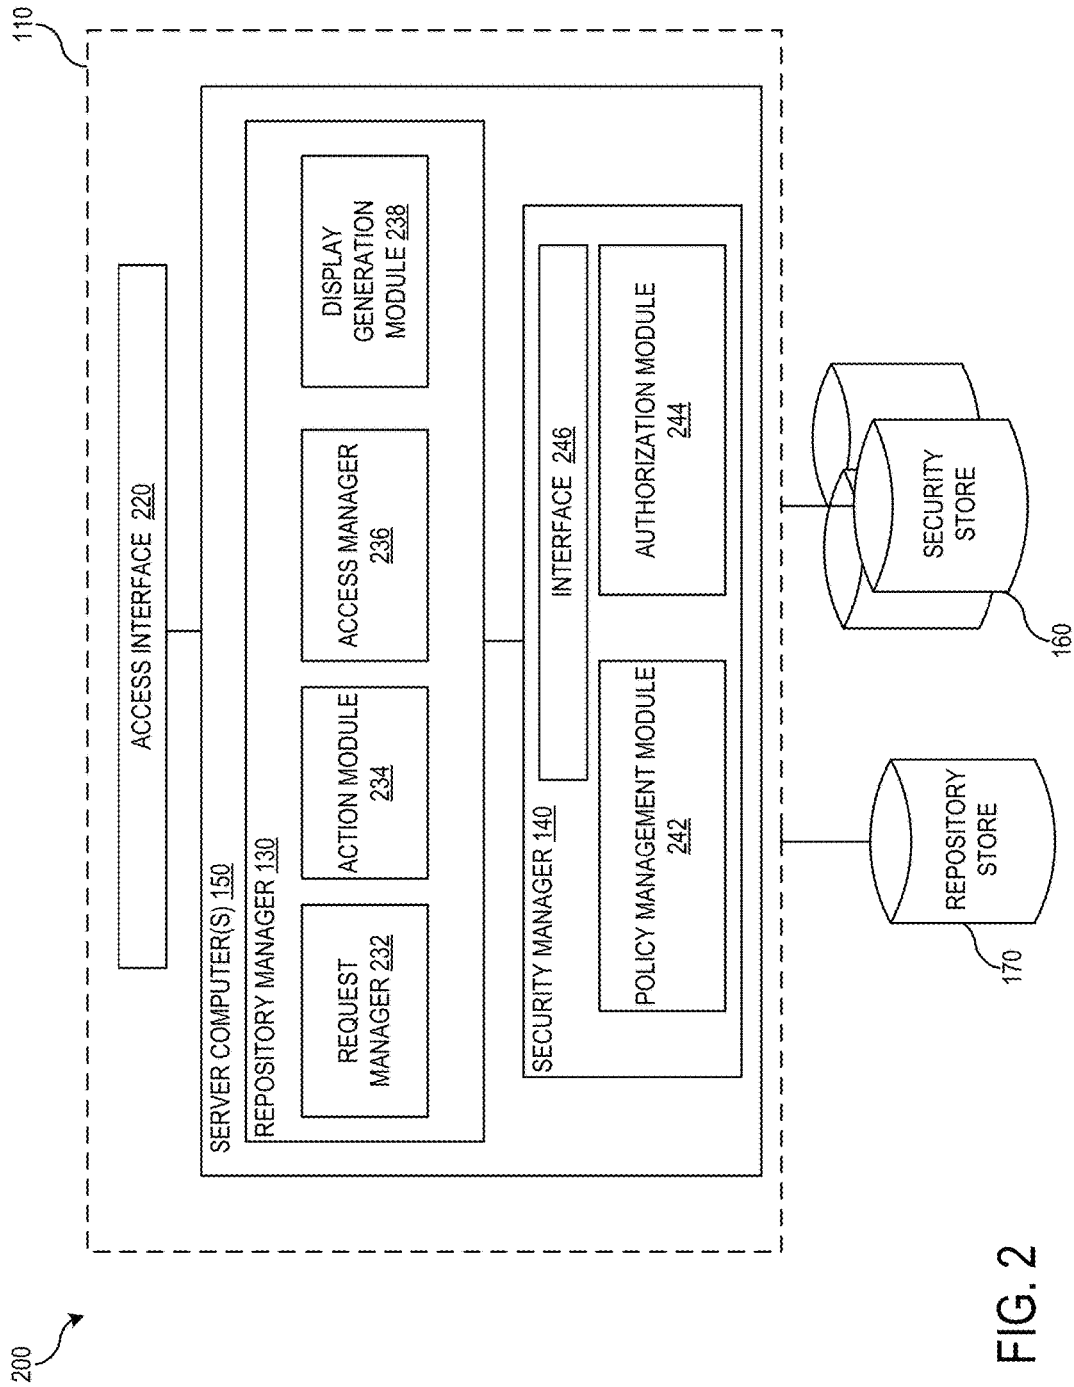 200
110
ACCESS INTERFACE 220
SERVER COMPUTER(S) 150
REPOSITORY MANAGER 130
REQUEST
MANAGER 232
ACTION MODULE
234
ACCESS MANAGER
236
DISPLAY
GENERATION
MODULE 238
SECURITY MANAGER 140
INTERFACE 246
POLICY MANAGEMENT MODULE
242
AUTHORIZATION MODULE
244
REPOSITORY
STORE
170
SECURITY
STORE
160
FIG. 2